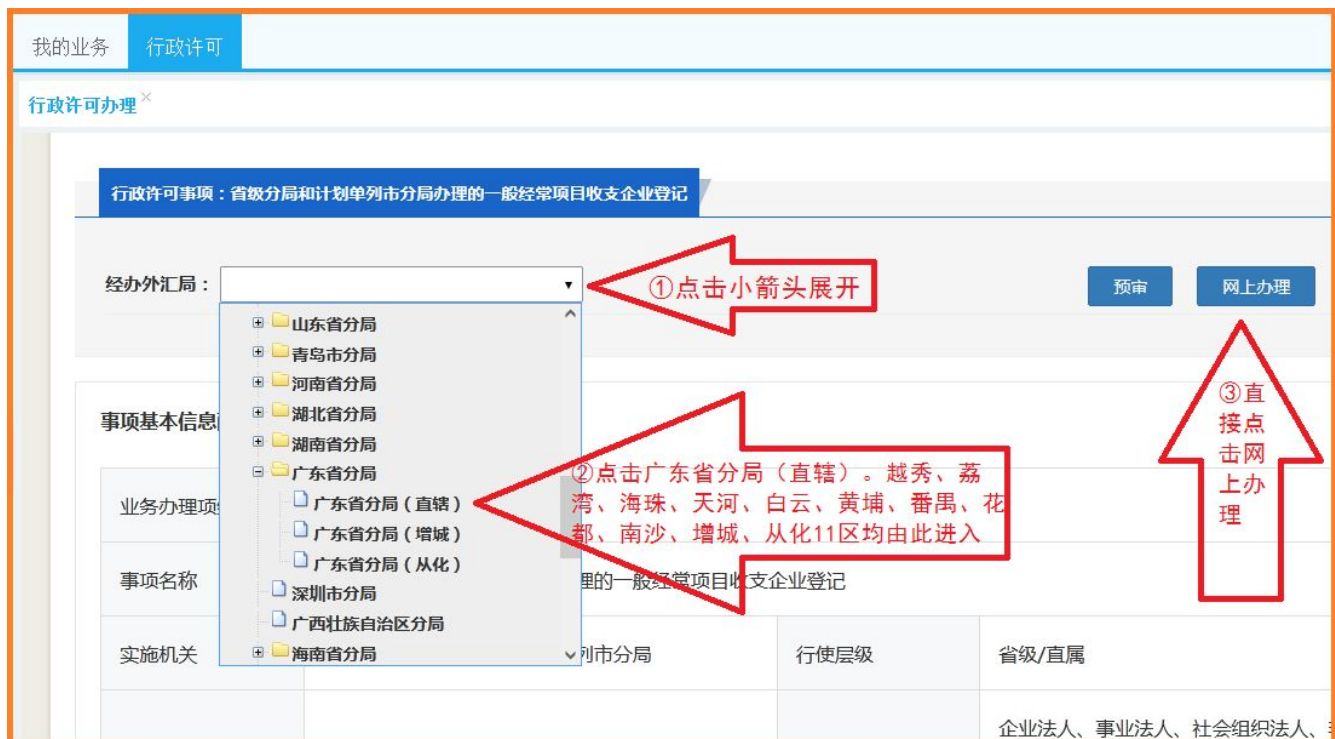 我的业务 行政许可
行政许可办理
行政许可事项：省级分局和计划单列市分局办理的一般经常项目收支企业登记
经办外汇局：
①点击小箭头展开
预审 网上办理
山东省分局
青岛市分局
河南省分局
湖北省分局
湖南省分局
广东省分局
广东省分局（直辖）
广东省分局（增城）
广东省分局（从化）
深圳市分局
广西壮族自治区分局
海南省分局
②点击广东省分局（直辖）。越秀、荔
湾、海珠、天河、白云、黄埔、番禺、花
都、南沙、增城、从化11区均由此进入
③直
接点
击网
上办
理
事项基本信息
业务办理项
事项名称 理的一般经常项目收支企业登记
实施机关 列市分局 行使层级 省级/直属
企业法人、事业法人、社会组织法人、